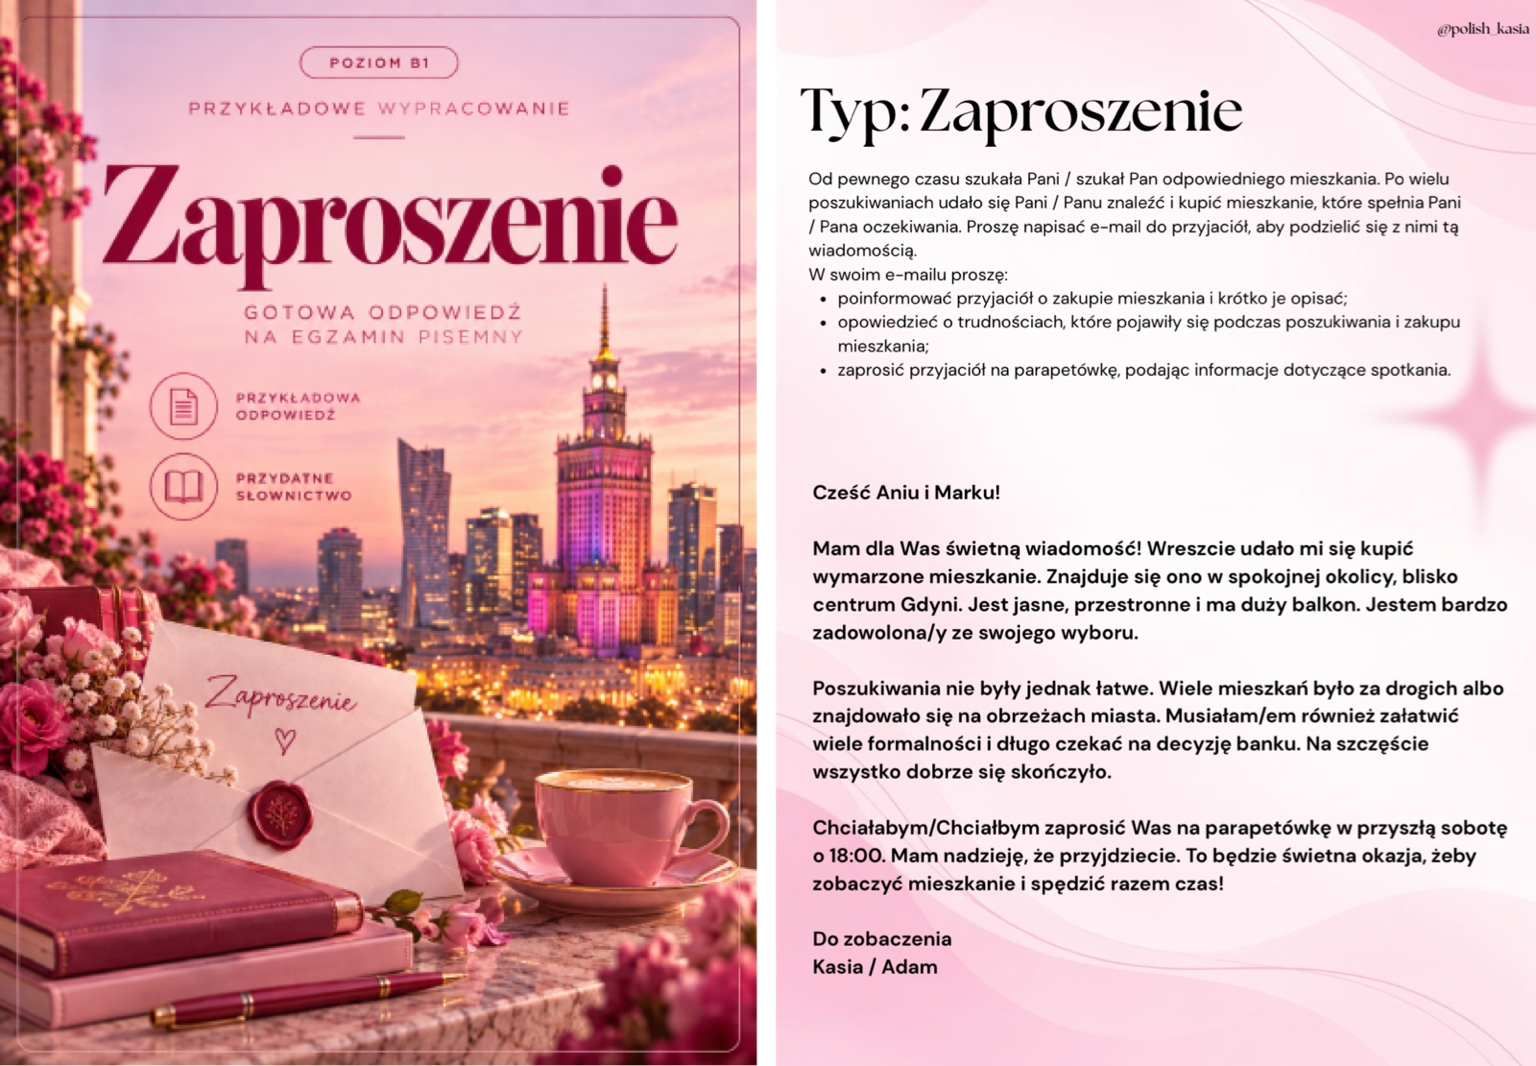 POZIOM B1
PRZYKŁADOWE WYPRACOWANIE
Zaproszenie
GOTOWA ODPOWIEDŹ
NA EGZAMIN PISEMNY
PRZYKŁADOWA
ODPOWIEDŹ
PRZYDATNE
SŁOWNICTWO
Zaproszenie
@polish_kasia
Typ: Zaproszenie
Od pewnego czasu szukała Pani / szukał Pan odpowiedniego mieszkania. Po wielu
poszukiwaniach udało się Pani / Panu znaleźć i kupić mieszkanie, które spełnia Pani
/ Pana oczekiwania. Proszę napisać e-mail do przyjaciół, aby podzielić się z nimi tą
wiadomością.
W swoim e-mailu proszę:
• poinformować przyjaciół o zakupie mieszkania i krótko je opisać;
• opowiedzieć o trudnościach, które pojawiły się podczas poszukiwania i zakupu
mieszkania;
• zaprosić przyjaciół na parapetówkę, podając informacje dotyczące spotkania.
Cześć Aniu i Marku!
Mam dla Was świetną wiadomość! Wreszcie udało mi się kupić
wymarzone mieszkanie. Znajduje się ono w spokojnej okolicy, blisko
centrum Gdyni. Jest jasne, przestronne i ma duży balkon. Jestem bardzo
zadowolona/y ze swojego wyboru.
Poszukiwania nie były jednak łatwe. Wiele mieszkań było za drogich albo
znajdowało się na obrzeżach miasta. Musiałam/em również załatwić
wiele formalności i długo czekać na decyzję banku. Na szczęście
wszystko dobrze się skończyło.
Chciałabym/Chciałbym zaprosić Was na parapetówkę w przyszłą sobotę
o 18:00. Mam nadzieję, że przyjdziecie. To będzie świetna okazja, żeby
zobaczyć mieszkanie i spędzić razem czas!
Do zobaczenia
Kasia / Adam